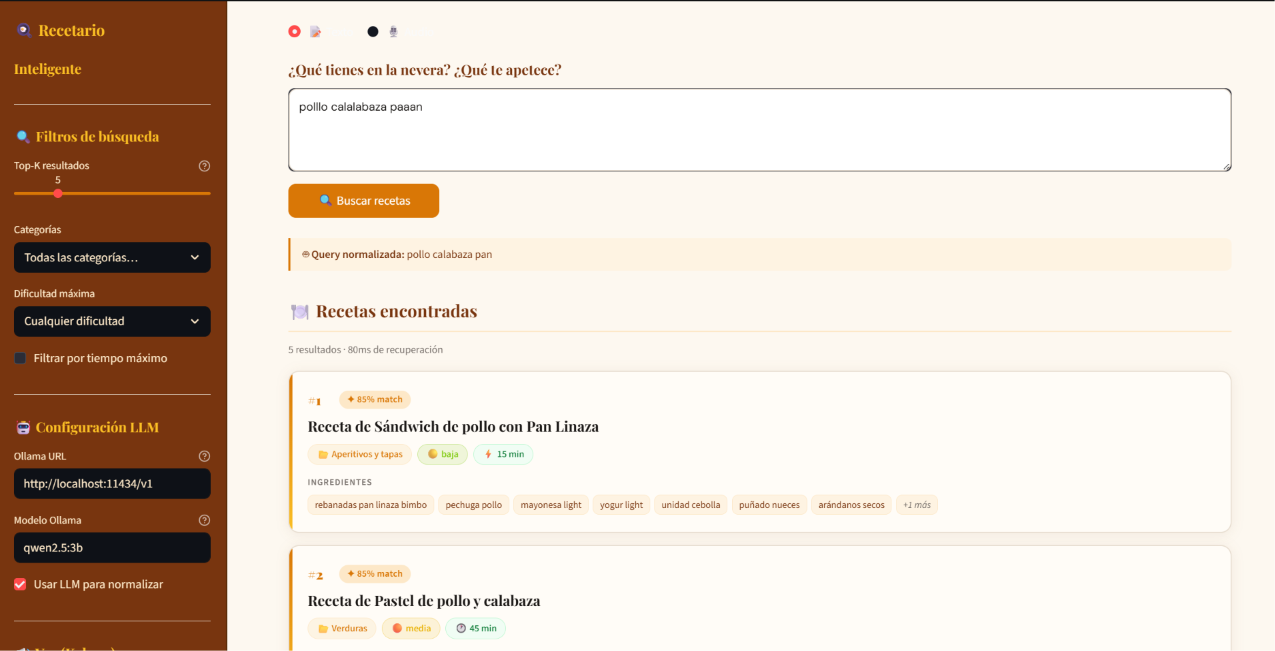 Recetario
Inteligente
Filtros de búsqueda
Top-K resultados
5
Categorías
Todas las categorías...
Dificultad máxima
Cualquier dificultad
Filtrar por tiempo máximo
Configuración LLM
Ollama URL
http://localhost:11434/v1
Modelo Ollama
qwen2.5:3b
Usar LLM para normalizar
¿Qué tienes en la nevera? ¿Qué te apetece?
polllo calalabaza paaan
Buscar recetas
Query normalizada: pollo calabaza pan
Recetas encontradas
5 resultados · 80ms de recuperación
#1 ✦ 85% match
Receta de Sándwich de pollo con Pan Linaza
Aperitivos y tapas baja 15 min
INGREDIENTES
rebanadas pan linaza bimbo pechuga pollo mayonesa light yogur light unidad cebolla puñado nueces arándanos secos +1 más
#2 ✦ 85% match
Receta de Pastel de pollo y calabaza
Verduras media 45 min